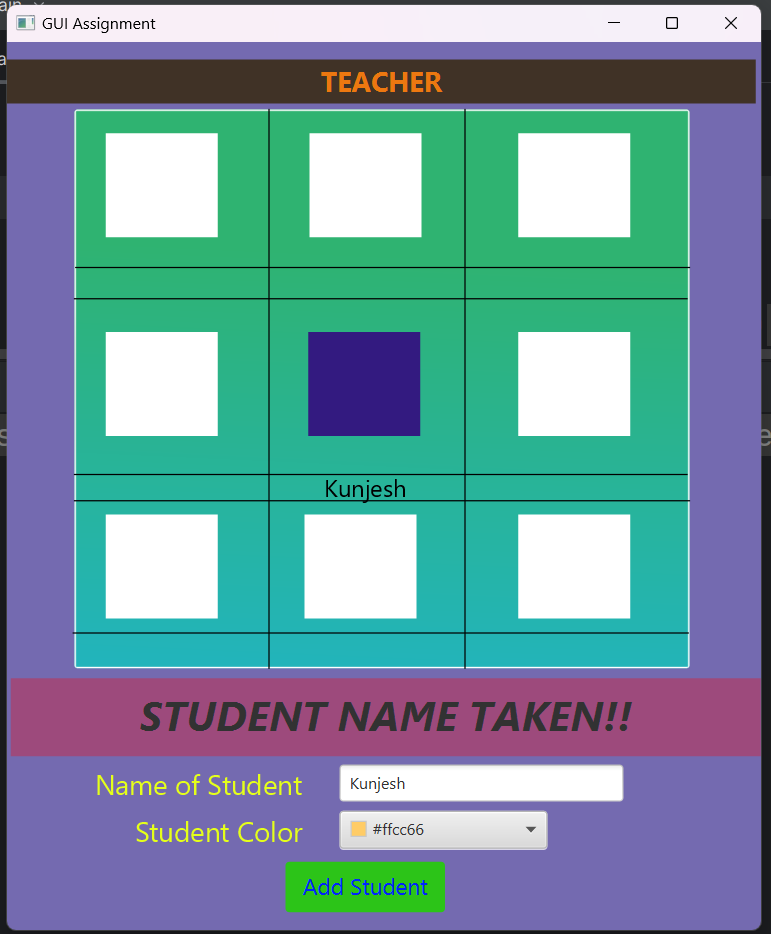 GUI Assignment
TEACHER
Kunjesh
STUDENT NAME TAKEN!!
Name of Student
Kunjesh
Student Color
#ffcc66
Add Student